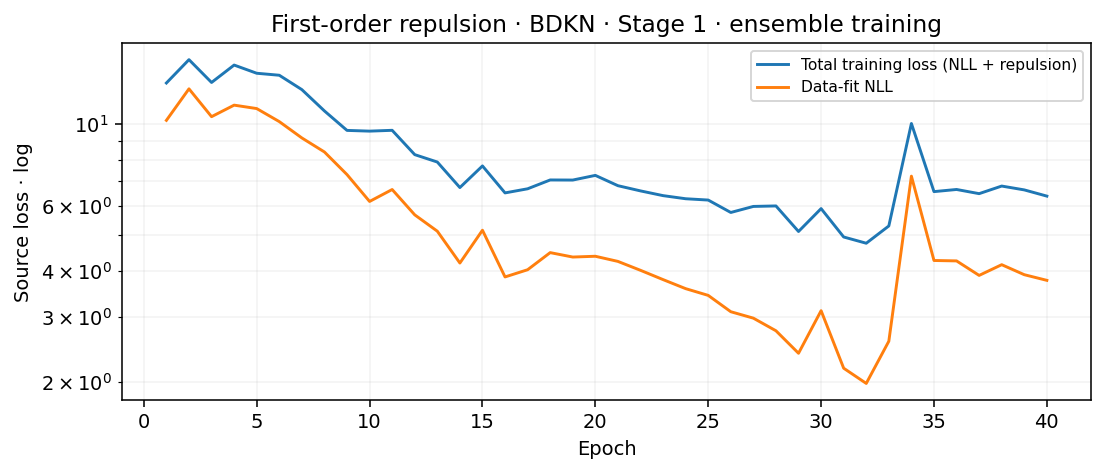 First-order repulsion · BDKN · Stage 1 · ensemble training
Total training loss (NLL + repulsion)
Data-fit NLL
Source loss · log
10¹
6 × 10⁰
4 × 10⁰
3 × 10⁰
2 × 10⁰
0 5 10 15 20 25 30 35 40
Epoch